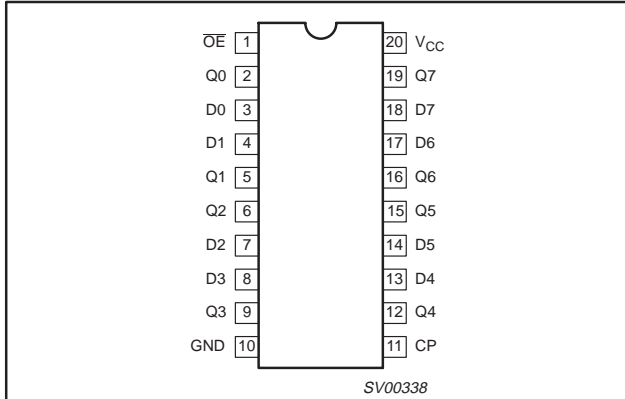 O̅E̅ 1 20 VCC
Q0 2 19 Q7
D0 3 18 D7
D1 4 17 D6
Q1 5 16 Q6
Q2 6 15 Q5
D2 7 14 D5
D3 8 13 D4
Q3 9 12 Q4
GND 10 11 CP
SV00338